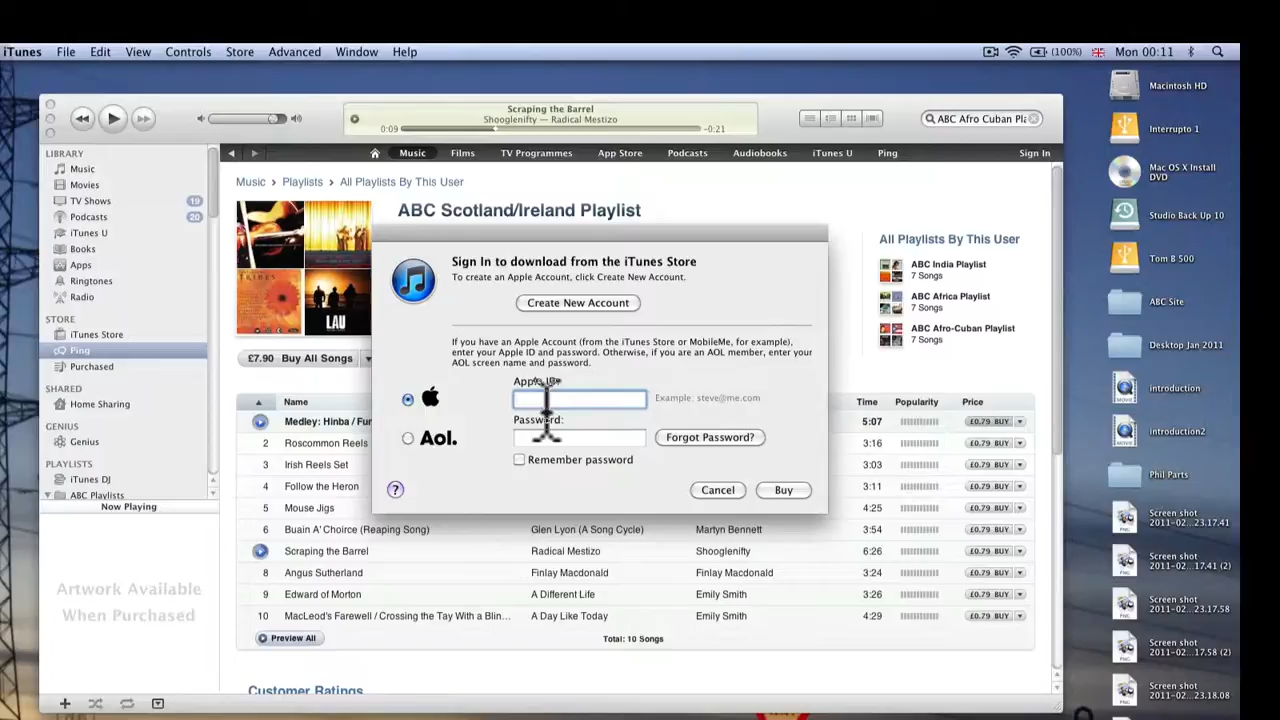 iTunes File Edit View Controls Store Advanced Window Help (100%) Mon 00:11
Scraping the Barrel
Shooglenifty — Radical Mestizo
0:09 -0:21
ABC Afro Cuban Pla
LIBRARY
Music
Movies
TV Shows 19
Podcasts 20
iTunes U
Books
Apps
Ringtones
Radio
STORE
iTunes Store
Ping
Purchased
SHARED
Home Sharing
GENIUS
Genius
PLAYLISTS
iTunes DJ
ABC Playlists
Now Playing
Artwork Available
When Purchased
Music Films TV Programmes App Store Podcasts Audiobooks iTunes U Ping Sign In
Music Playlists All Playlists By This User
ABC Scotland/Ireland Playlist
TRIBES
LAU
£7.90 Buy All Songs
All Playlists By This User
ABC India Playlist
7 Songs
ABC Africa Playlist
7 Songs
ABC Afro-Cuban Playlist
7 Songs
Sign In to download from the iTunes Store
To create an Apple Account, click Create New Account.
Create New Account
If you have an Apple Account (from the iTunes Store or MobileMe, for example),
enter your Apple ID and password. Otherwise, if you are an AOL member, enter your
AOL screen name and password.
Apple ID:
Example: steve@me.com
Password:
Aol.
Forgot Password?
Remember password
? Cancel Buy
Name Time Popularity Price
Medley: Hinba / Fu 5:07 £0.79 BUY
2 Roscommon Reels 3:16 £0.79 BUY
3 Irish Reels Set 3:03 £0.79 BUY
4 Follow the Heron 3:11 £0.79 BUY
5 Mouse Jigs 4:25 £0.79 BUY
6 Buain A' Choirce (Reaping Song) Glen Lyon (A Song Cycle) Martyn Bennett 3:54 £0.79 BUY
Scraping the Barrel Radical Mestizo Shooglenifty 6:26 £0.79 BUY
8 Angus Sutherland Finlay Macdonald Finlay Macdonald 3:24 £0.79 BUY
9 Edward of Morton A Different Life Emily Smith 3:26 £0.79 BUY
10 MacLeod's Farewell / Crossing the Tay With a Blin... A Day Like Today Emily Smith 4:29 £0.79 BUY
Preview All Total: 10 Songs
Customer Ratings
Macintosh HD
Interrupto 1
Mac OS X Install
DVD
Studio Back Up 10
Tom B 500
ABC Site
Desktop Jan 2011
introduction
introduction2
Phil Parts
Screen shot
2011-02...23.17.41
Screen shot
2011-02...17.41 (2)
Screen shot
2011-02...23.17.58
Screen shot
2011-02...17.58 (2)
Screen shot
2011-02...23.18.08